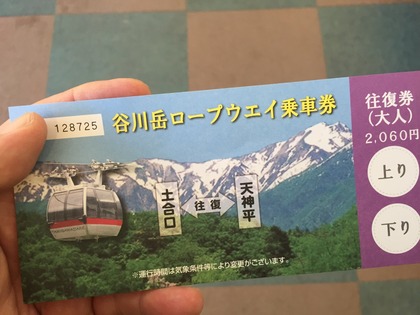 128725
谷川岳ロープウエイ乗車券
土合口
往復
天神平
※運行時間は気象条件等により変更がございます。
往復券
(大人)
2,060円
上り
下り